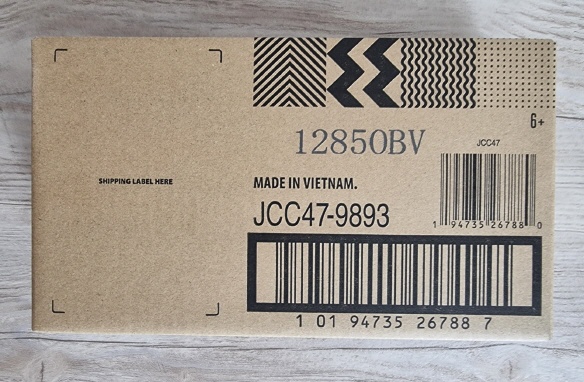 6+
12850BV
JCC47
SHIPPING LABEL HERE
MADE IN VIETNAM.
JCC47-9893
1 94735 26788 0
1 01 94735 26788 7